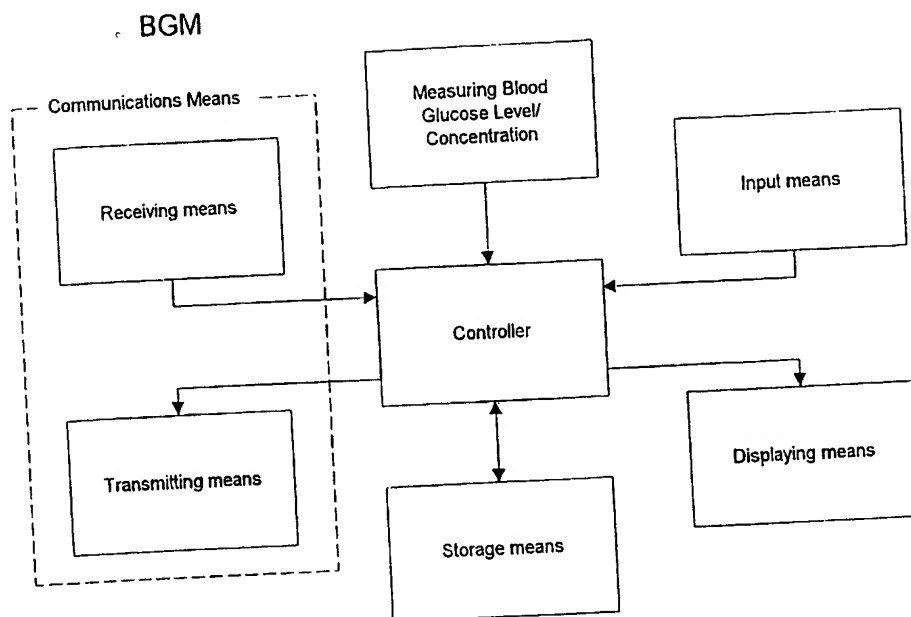 BGM
Communications Means
Measuring Blood
Glucose Level/
Concentration
Receiving means
Input means
Controller
Transmitting means
Displaying means
Storage means